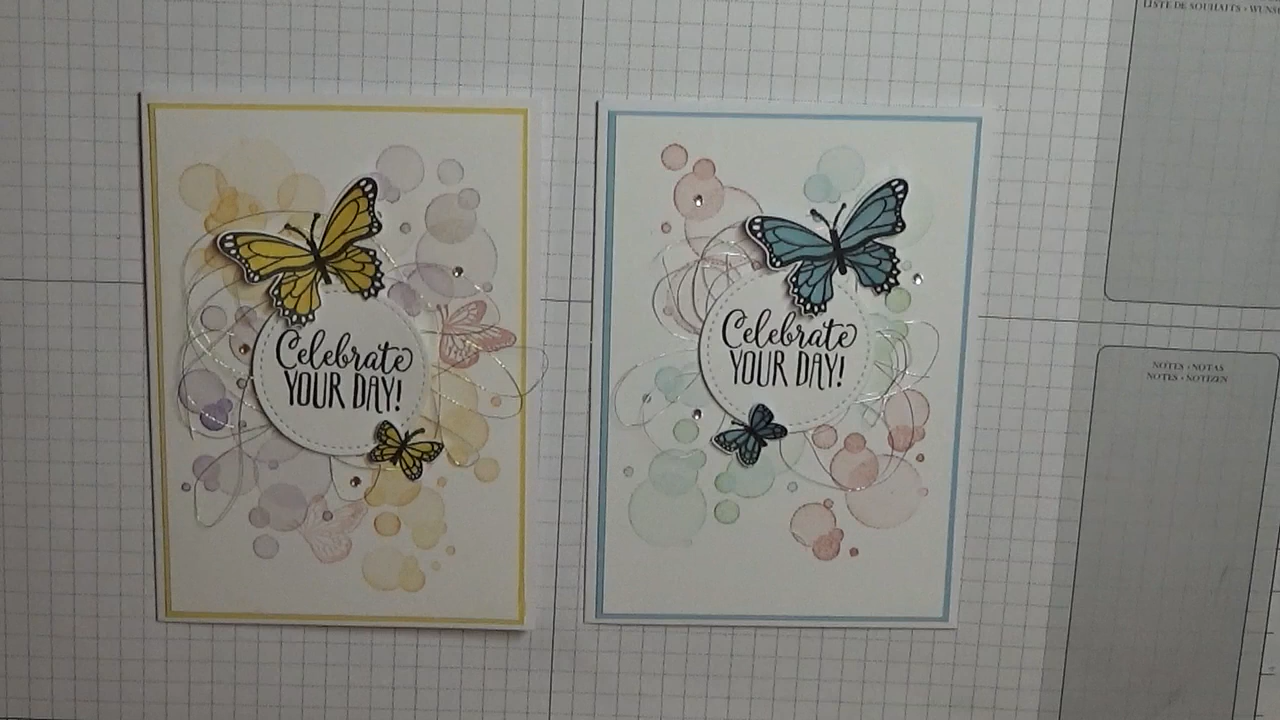 LISTE DE SOUHAITS • WUNS
Celebrate
YOUR DAY!
Celebrate
YOUR DAY!
NOTES • NOTAS
NOTES • NOTIZEN